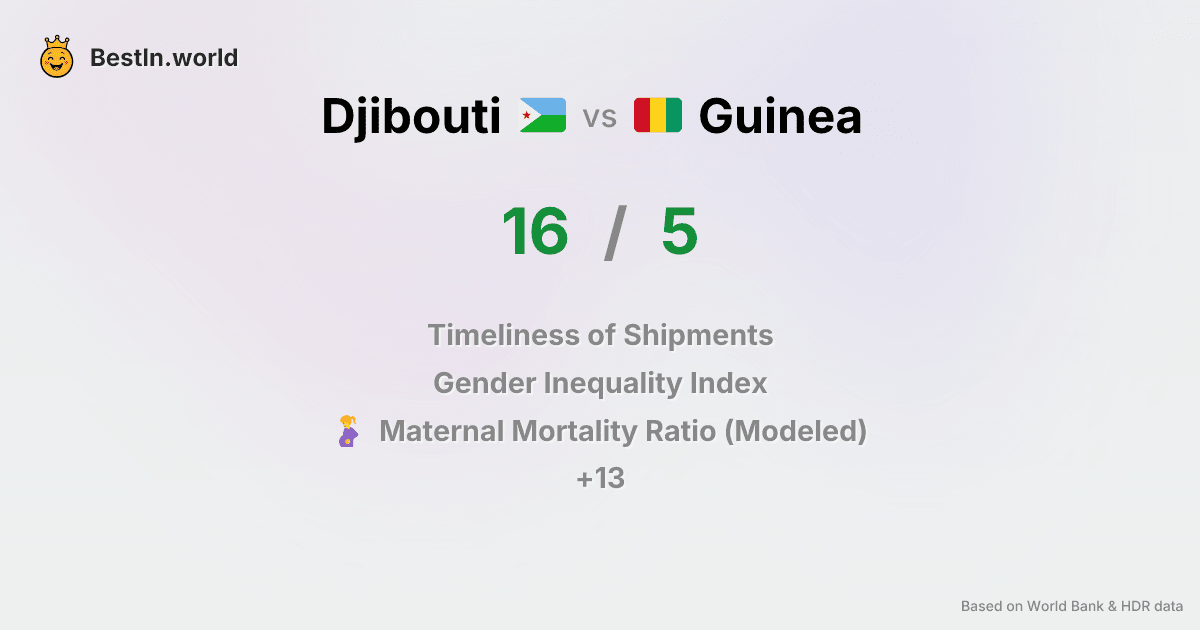 BestIn.world
Djibouti vs Guinea
16 / 5
Timeliness of Shipments
Gender Inequality Index
Maternal Mortality Ratio (Modeled)
+13
Based on World Bank & HDR data